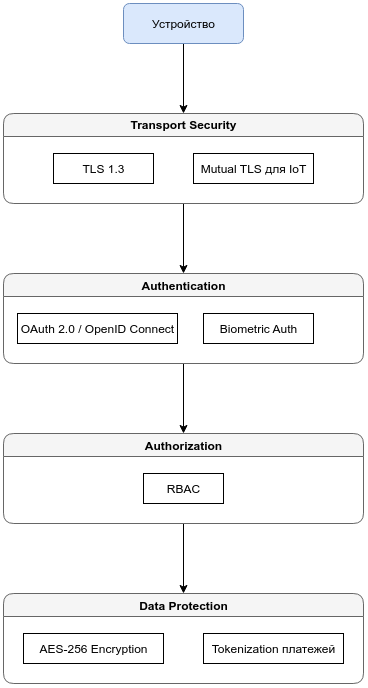 Устройство
Transport Security
TLS 1.3
Mutual TLS для IoT
Authentication
OAuth 2.0 / OpenID Connect
Biometric Auth
Authorization
RBAC
Data Protection
AES-256 Encryption
Tokenization платежей